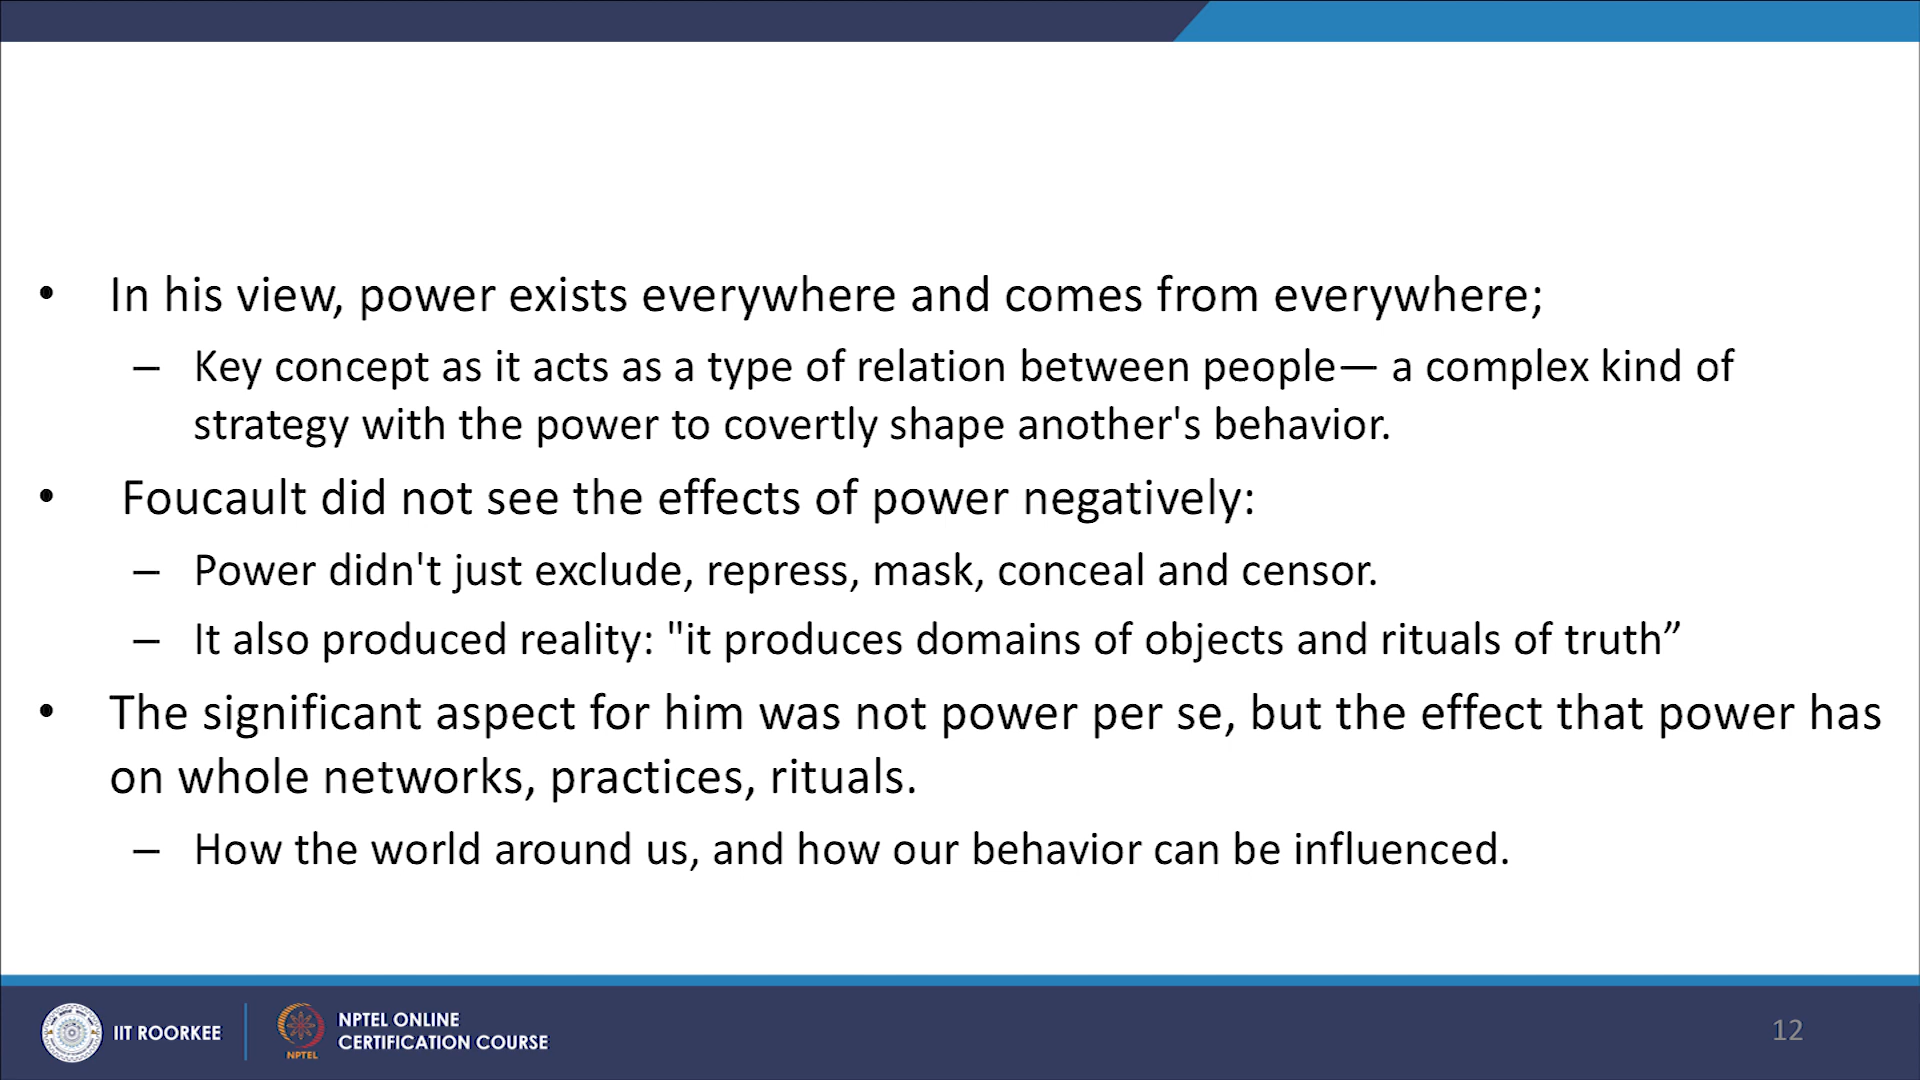 • In his view, power exists everywhere and comes from everywhere;
– Key concept as it acts as a type of relation between people— a complex kind of
strategy with the power to covertly shape another's behavior.
• Foucault did not see the effects of power negatively:
– Power didn't just exclude, repress, mask, conceal and censor.
– It also produced reality: "it produces domains of objects and rituals of truth”
• The significant aspect for him was not power per se, but the effect that power has
on whole networks, practices, rituals.
– How the world around us, and how our behavior can be influenced.
IIT ROORKEE
NPTEL
NPTEL ONLINE
CERTIFICATION COURSE
12